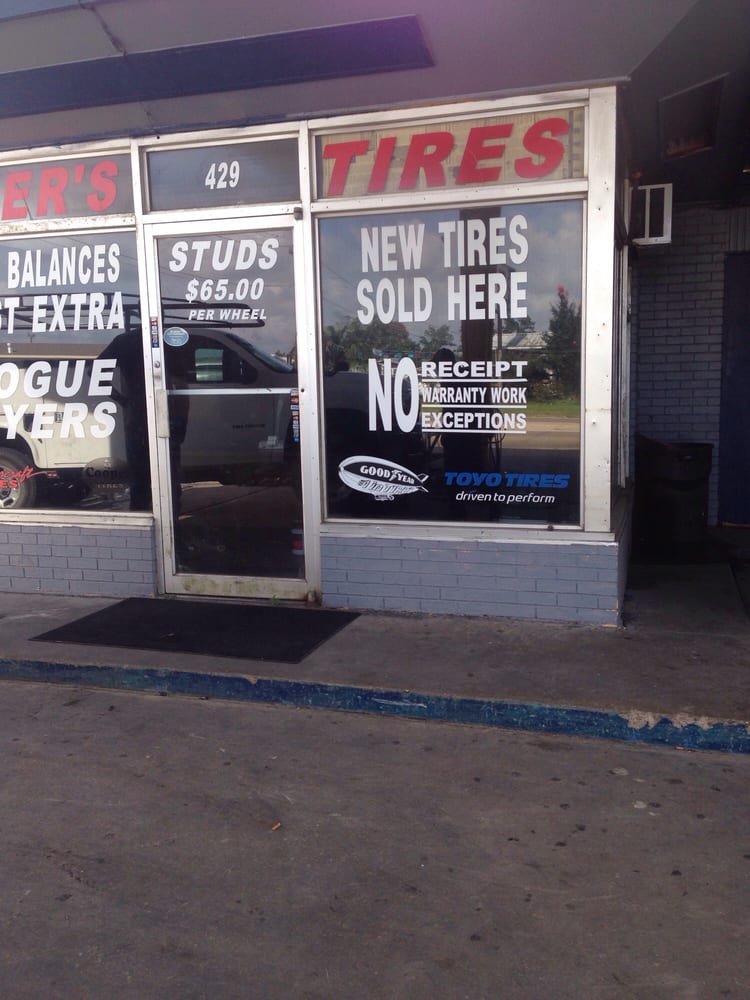 ER'S
429
TIRES
BALANCES
ST EXTRA
OGUE
YERS
STUDS
$65.00
PER WHEEL
NEW TIRES
SOLD HERE
NO RECEIPT
WARRANTY WORK
EXCEPTIONS
GOODYEAR
TOYO TIRES
driven to perform